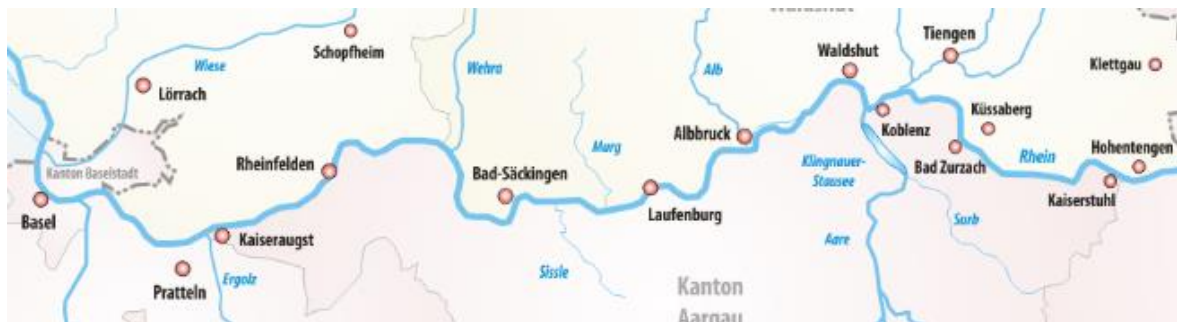 Waldshut
Tiengen
Schopfheim
Waldshut
Wiese
Wehra
Alb
Klettgau
Lörrach
Küssaberg
Albbruck
Koblenz
Murg
Hohentengen
Rheinfelden
Klingnauer-
Stausee
Bad Zurzach
Rhein
Kanton Baselstadt
Bad-Säckingen
Kaiserstuhl
Basel
Laufenburg
Surb
Kaiseraugst
Aare
Ergolz
Sissle
Pratteln
Kanton
Aargau